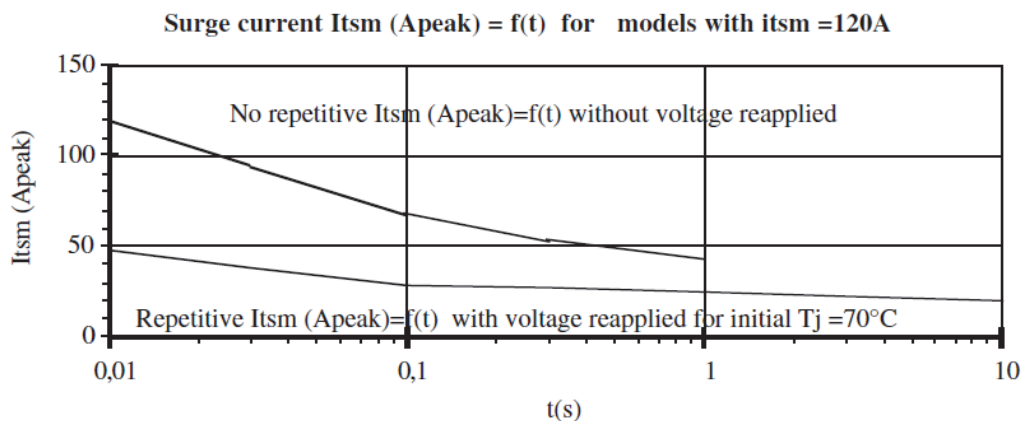 Surge current Itsm (Apeak) = f(t) for models with itsm =120A
150
No repetitive Itsm (Apeak)=f(t) without voltage reapplied
100
Itsm (Apeak)
50
Repetitive Itsm (Apeak)=f(t) with voltage reapplied for initial Tj =70°C
0
0,01 0,1 1 10
t(s)